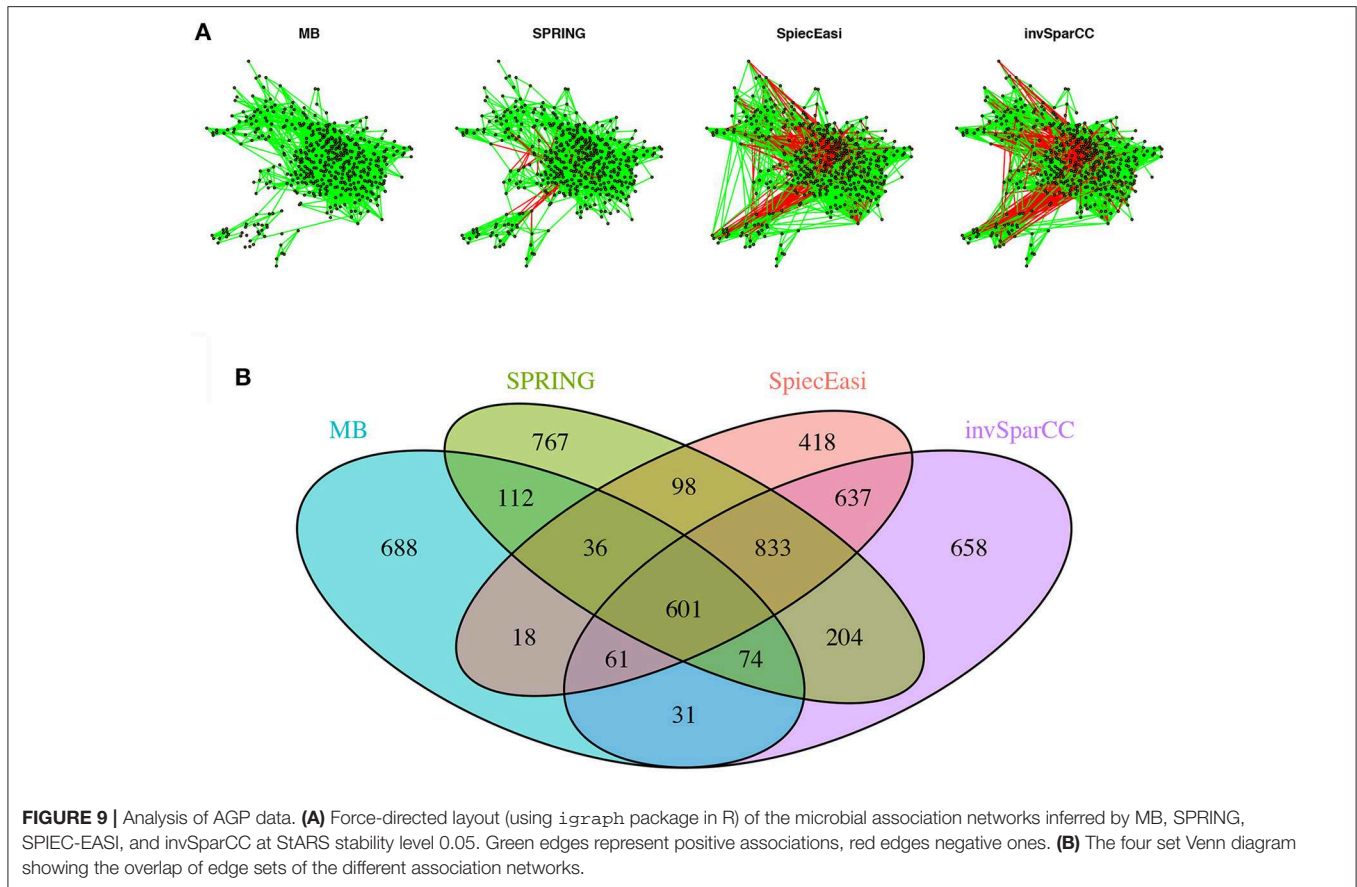 A
MB
SPRING
SpiecEasi
invSparCC
B
SPRING
SpiecEasi
MB
invSparCC
767
418
112
98
637
688
36
833
658
601
18
204
61
74
31
FIGURE 9 | Analysis of AGP data. (A) Force-directed layout (using igraph package in R) of the microbial association networks inferred by MB, SPRING,
SPIEC-EASI, and invSparCC at StARS stability level 0.05. Green edges represent positive associations, red edges negative ones. (B) The four set Venn diagram
showing the overlap of edge sets of the different association networks.